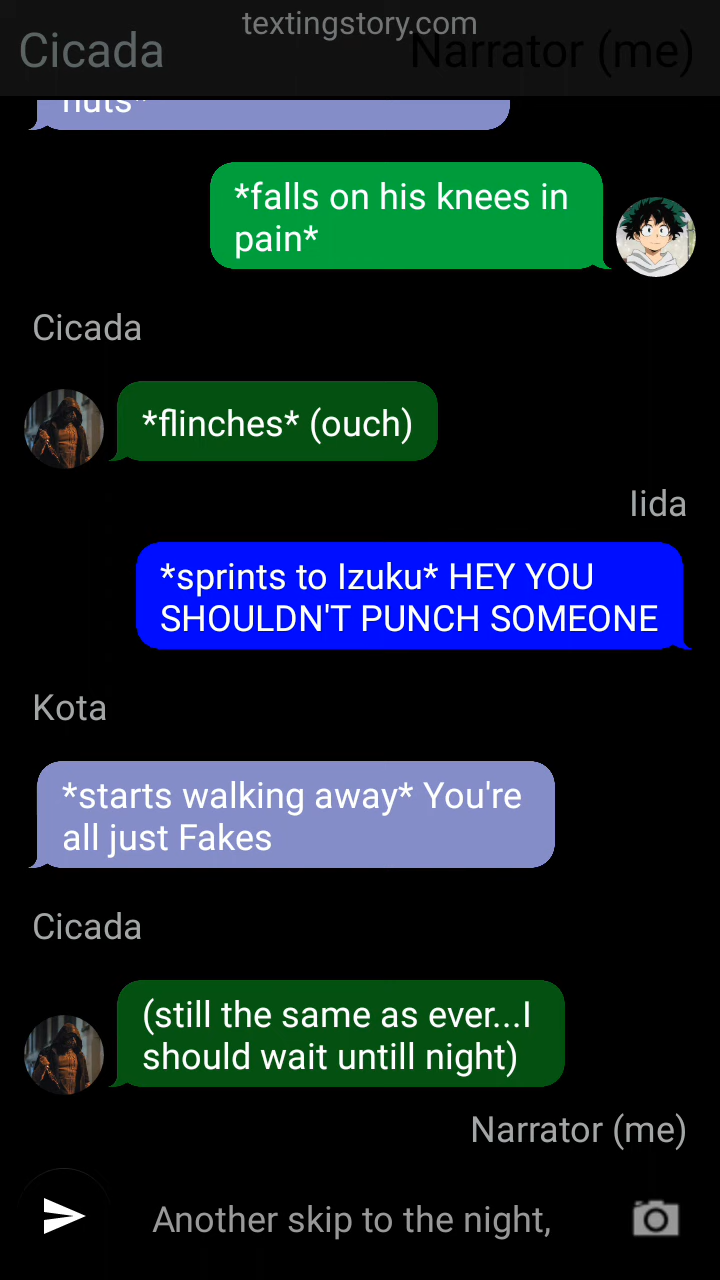 textingstory.com
Cicada
Narrator (me)
nuts*
*falls on his knees in
pain*
Cicada
*flinches* (ouch)
Iida
*sprints to Izuku* HEY YOU
SHOULDN'T PUNCH SOMEONE
Kota
*starts walking away* You're
all just Fakes
Cicada
(still the same as ever...I
should wait untill night)
Narrator (me)
Another skip to the night,